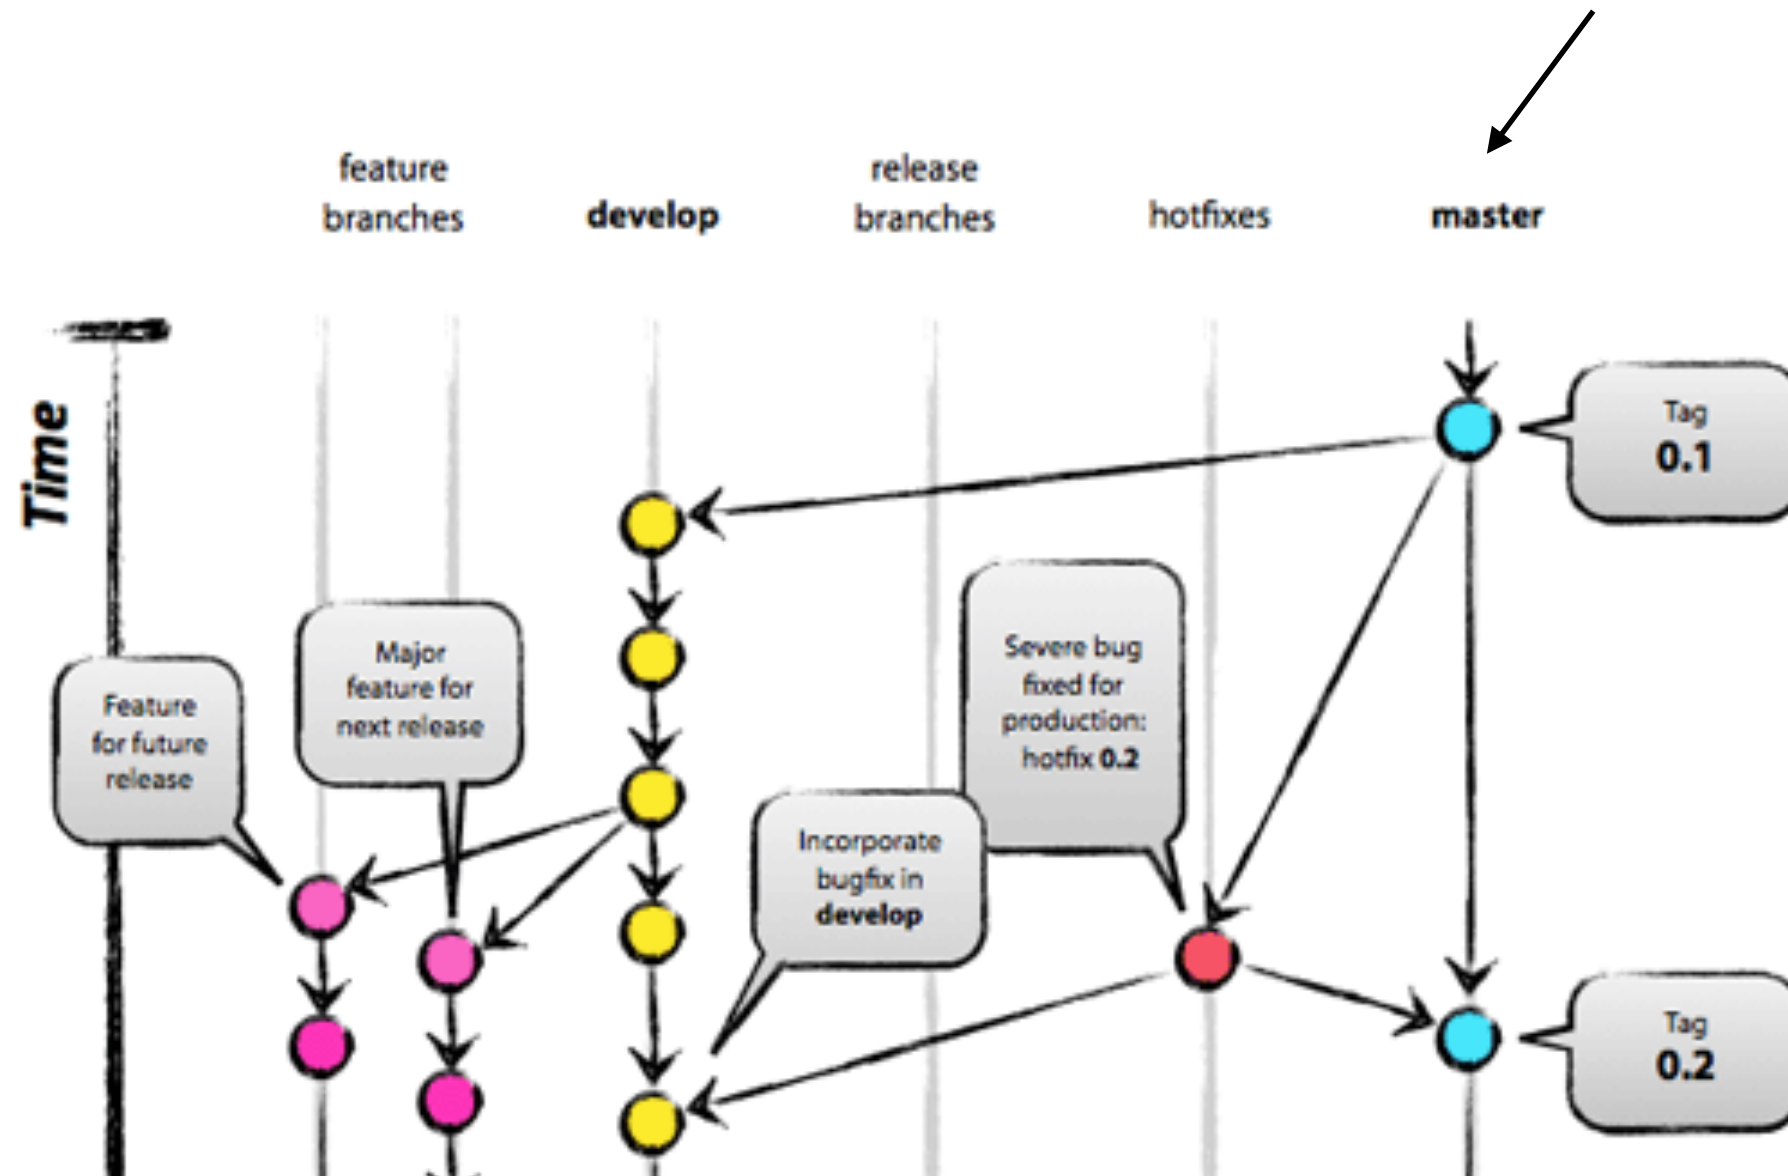 feature
branches
develop
release
branches
hotfixes
master
Time
Tag
0.1
Feature
for future
release
Major
feature for
next release
Severe bug
fixed for
production:
hotfix 0.2
Incorporate
bugfix in
develop
Tag
0.2